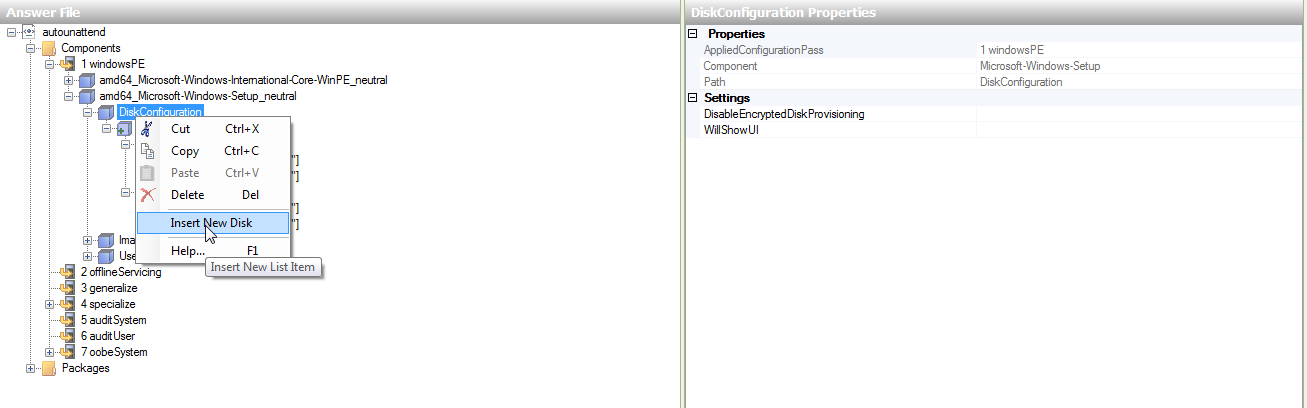 Answer File
autounattend
Components
1 windowsPE
amd64_Microsoft-Windows-International-Core-WinPE_neutral
amd64_Microsoft-Windows-Setup_neutral
DiskConfiguration
Cut Ctrl+X
Copy Ctrl+C
"]
Paste Ctrl+V
"]
Delete Del
"]
Insert New Disk
"]
Ima
Help... F1
Use
Insert New List Item
2 offlineServicing
3 generalize
4 specialize
5 auditSystem
6 auditUser
7 oobeSystem
Packages
DiskConfiguration Properties
Properties
AppliedConfigurationPass 1 windowsPE
Component Microsoft-Windows-Setup
Path DiskConfiguration
Settings
DisableEncryptedDiskProvisioning
WillShowUI